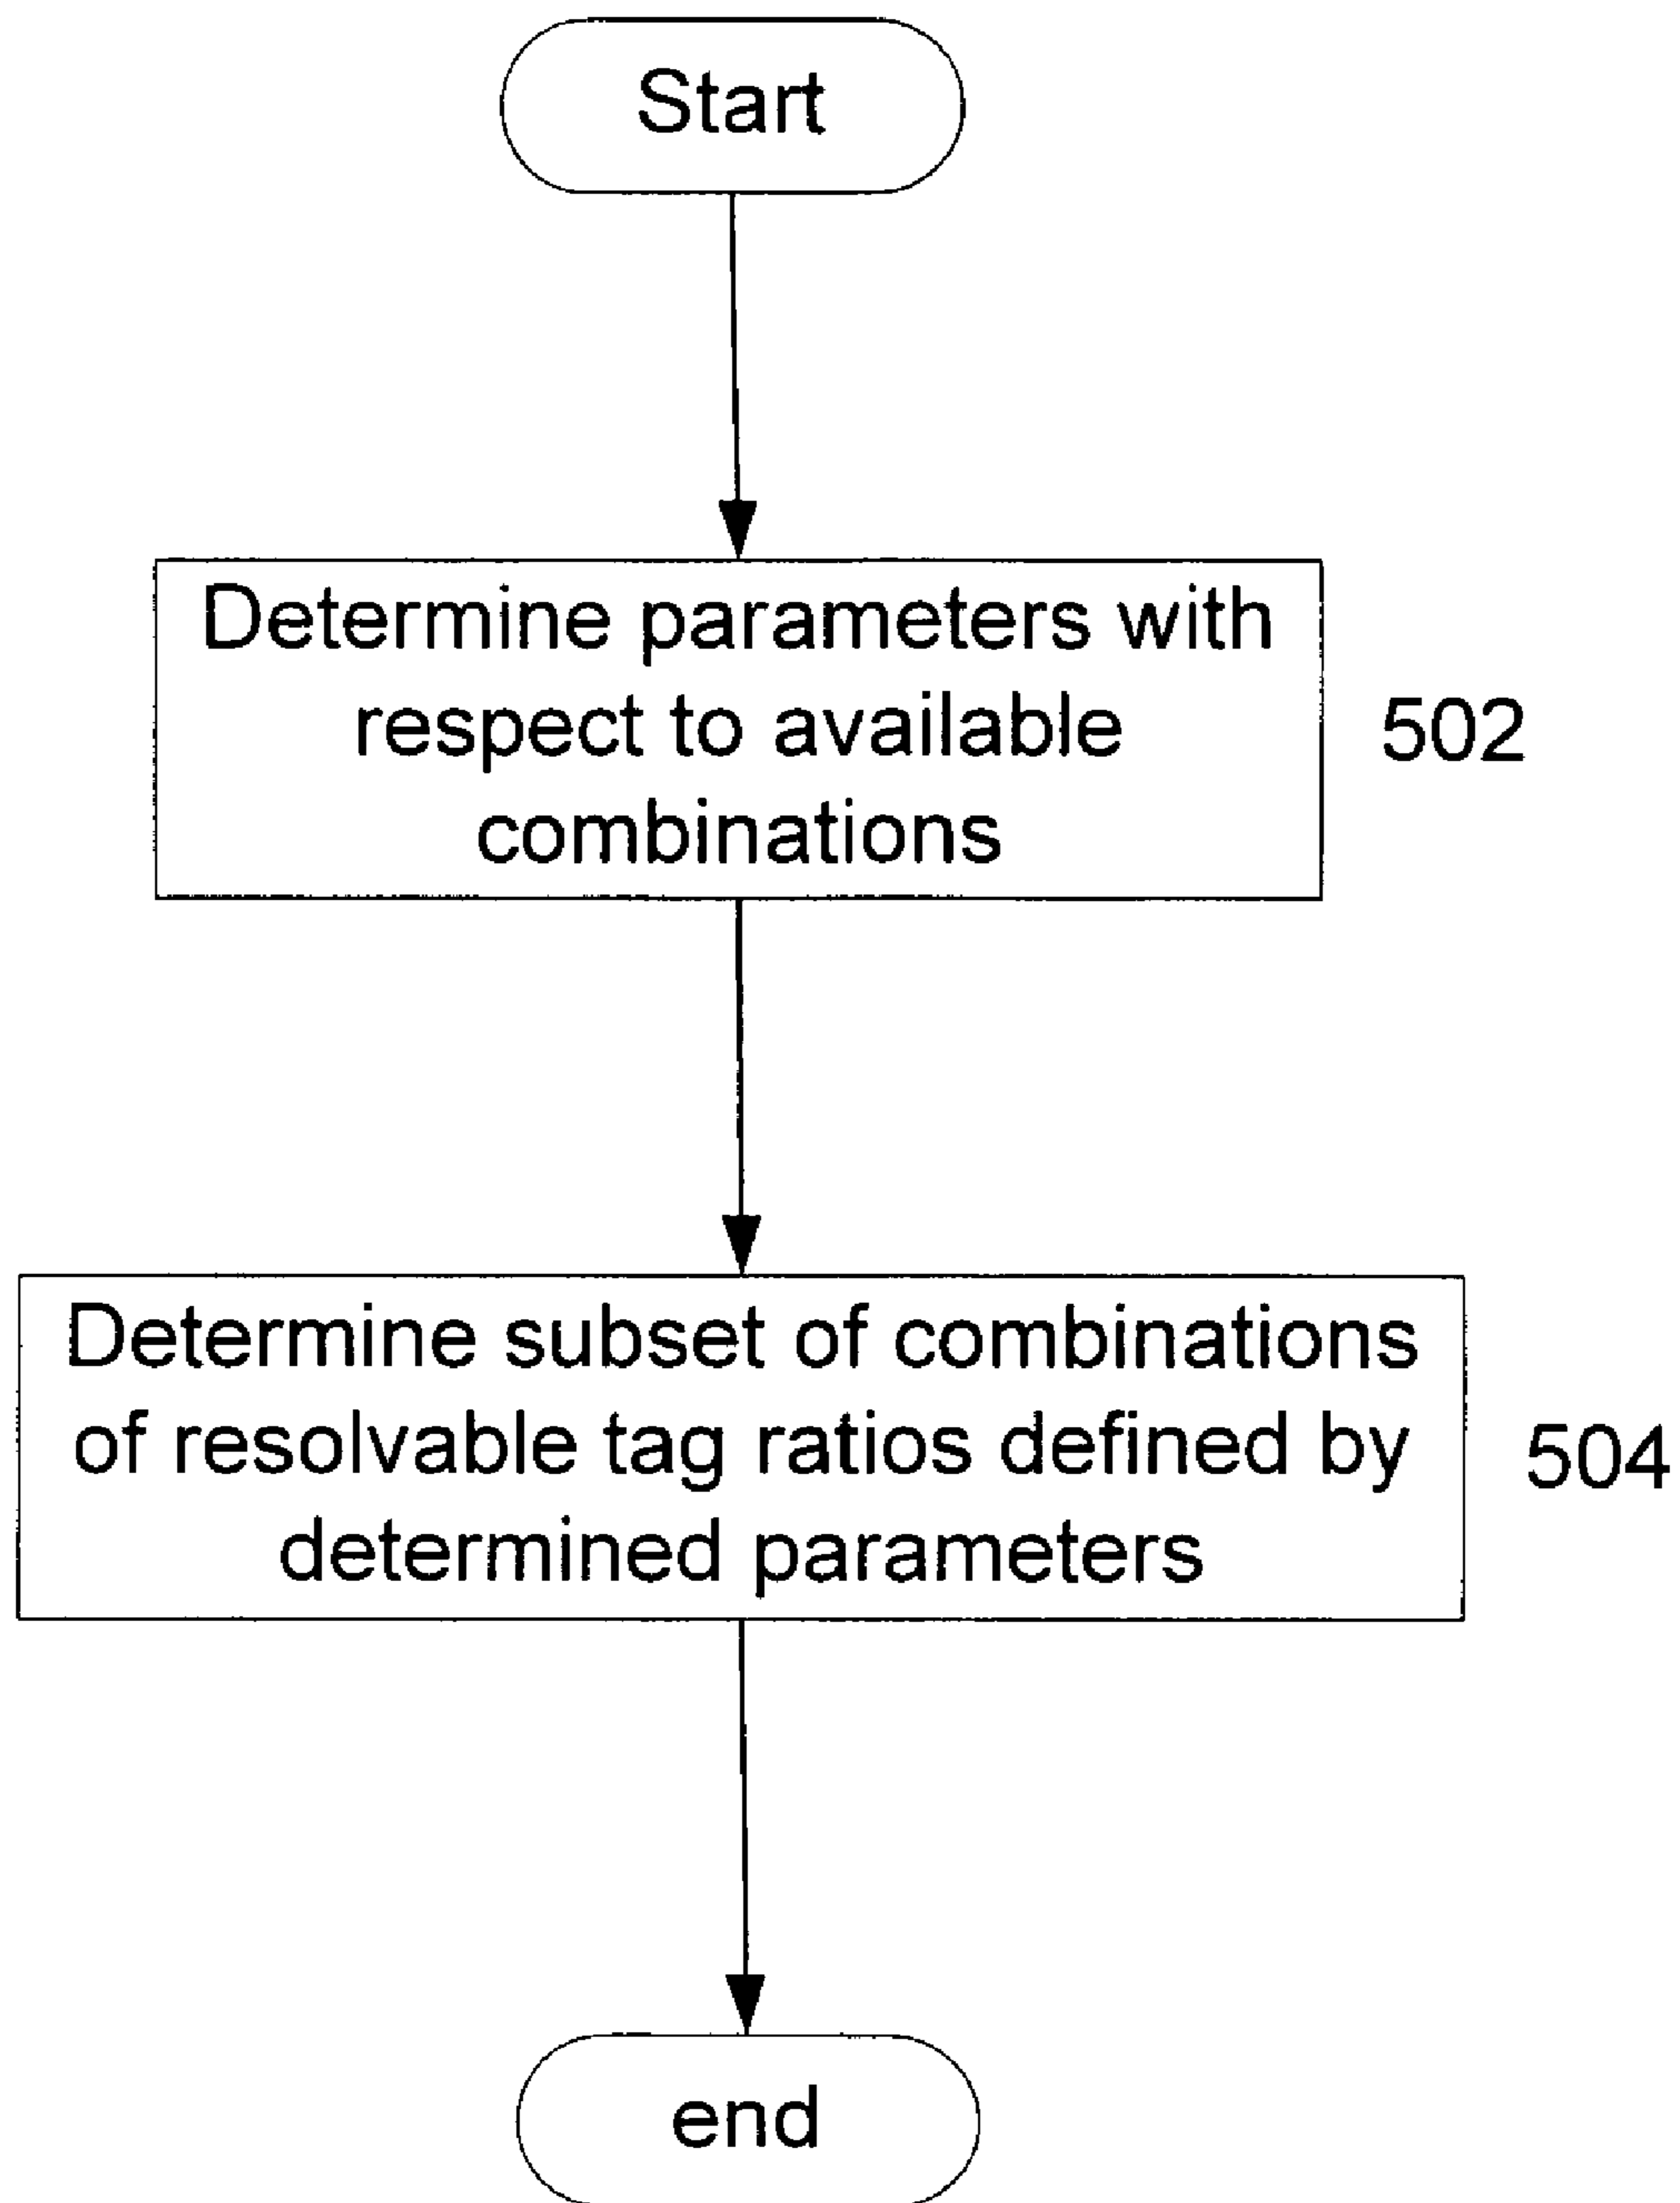 Start
Determine parameters with
respect to available
combinations
502
Determine subset of combinations
of resolvable tag ratios defined by
determined parameters
504
end